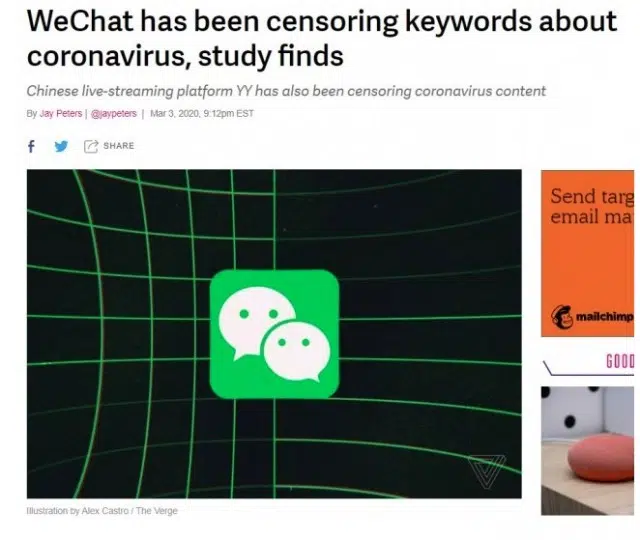 WeChat has been censoring keywords about
coronavirus, study finds
Chinese live-streaming platform YY has also been censoring coronavirus content
By Jay Peters | @jaypeters | Mar 3, 2020, 9:12pm EST
f SHARE
Send targ
email ma
mailchimp
GOOD
Illustration by Alex Castro / The Verge